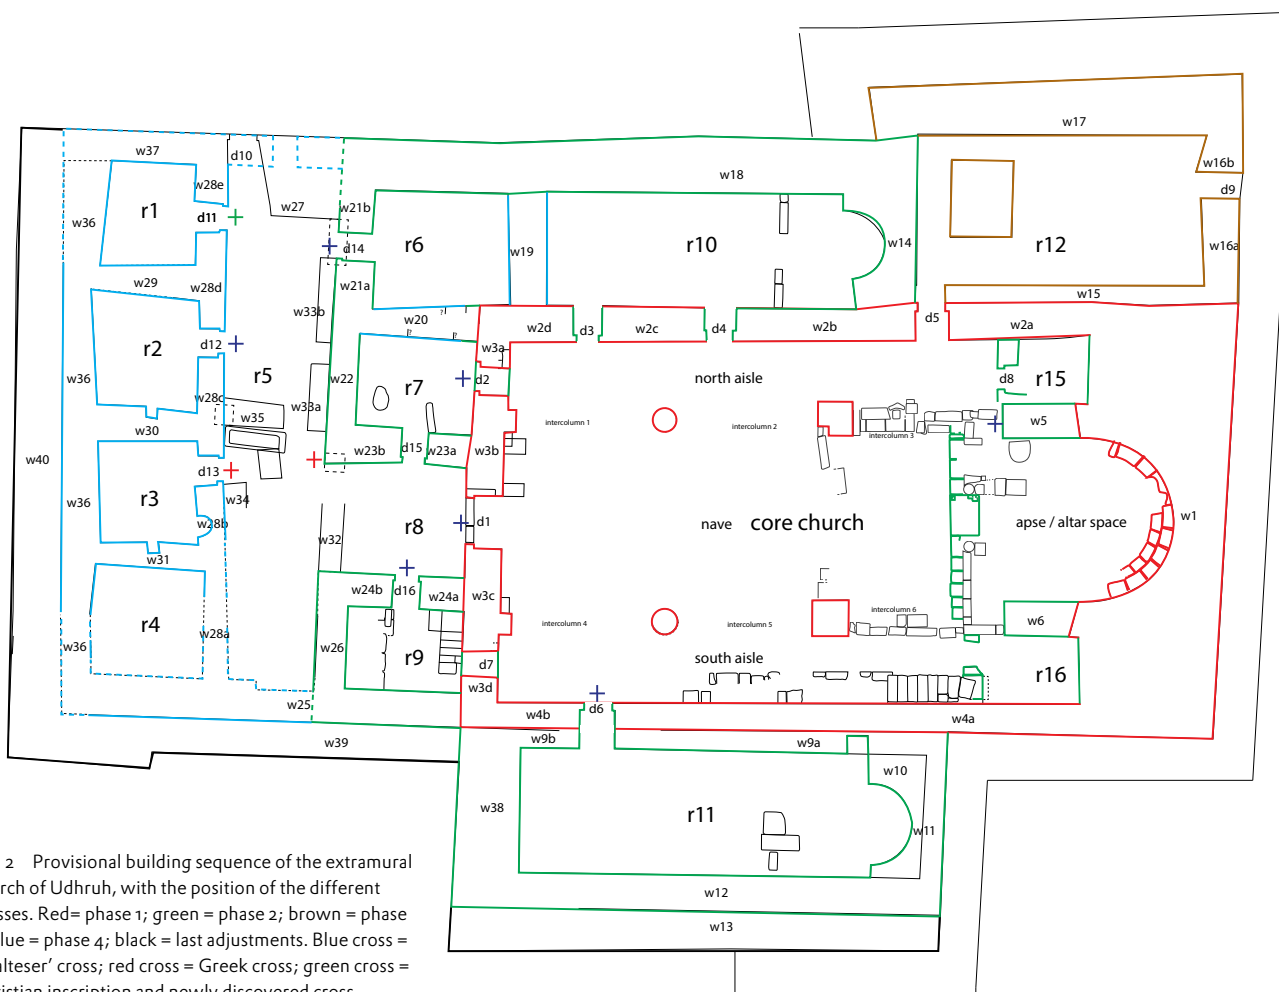 w17
w16b
d9
w16a
r12
w15
w37
d10
w28e
r1
d11
w36
w27
w21b
d14
w21a
r6
w18
w19
r10
w14
w29
w28d
w33b
w20
? ? ?
w2d
d3
w2c
d4
w2b
d5
w2a
r2
d12
r5
w36
w28c
w35
w33a
w22
r7
w3a
d2
north aisle
d8
r15
w30
w23b
d15
w23a
w3b
intercolumn 1
intercolumn 2
intercolumn 3
w5
w40
d13
w34
r3
w36
w28b
w31
w32
r8
d1
nave
core church
apse / altar space
w1
r4
w28a
w36
w24b
d16
w24a
w3c
w26
r9
d7
w3d
intercolumn 4
intercolumn 5
intercolumn 6
w6
south aisle
r16
w25
w4b
d6
w4a
w39
w9b
w9a
w10
w38
r11
w11
w12
w13
2 Provisional building sequence of the extramural
rch of Udhruh, with the position of the different
sses. Red= phase 1; green = phase 2; brown = phase
lue = phase 4; black = last adjustments. Blue cross =
alteser’ cross; red cross = Greek cross; green cross =
istian inscription and newly discovered cross